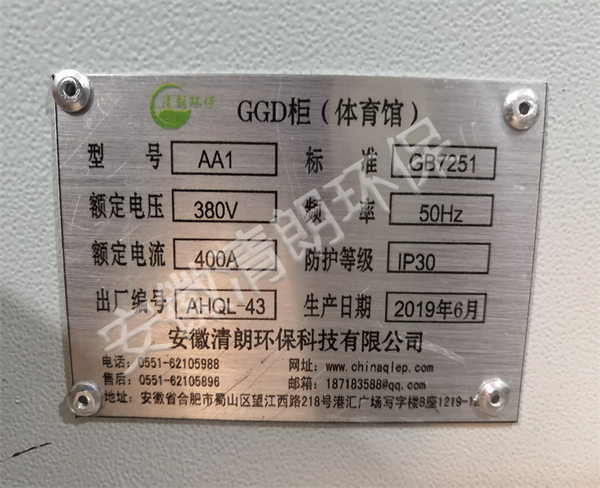 清朗环保
GGD柜（体育馆）
型号 AA1 标准 GB7251
额定电压 380V 频率 50Hz
额定电流 400A 防护等级 IP30
出厂编号 AHQL-43 生产日期 2019年6月
安徽清朗环保科技有限公司
电话：0551-62105988 网址：www.chinaqlep.com
售后：0551-62105896 邮箱：187183588@qq.com
地址：安徽省合肥市蜀山区望江西路218号港汇广场写字楼B座1219-12
安徽清朗环保